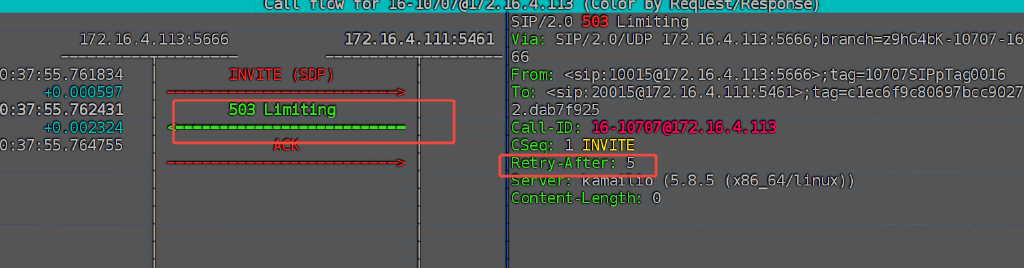 Call flow for 16-10707@172.16.4.113 (Color by Request/Response)
172.16.4.113:5666 172.16.4.111:5461
0:37:55.761834 INVITE (SDP)
+0.000597
0:37:55.762431 503 Limiting
+0.002324
0:37:55.764755 ACK
SIP/2.0 503 Limiting
Via: SIP/2.0/UDP 172.16.4.113:5666;branch=z9hG4bK-10707-16
66
From: <sip:10015@172.16.4.113:5666>;tag=10707SIPpTag0016
To: <sip:20015@172.16.4.111:5461>;tag=c1ec6f9c80697bcc9027
2.dab7f925
Call-ID: 16-10707@172.16.4.113
CSeq: 1 INVITE
Retry-After: 5
Server: kamailio (5.8.5 (x86_64/linux))
Content-Length: 0